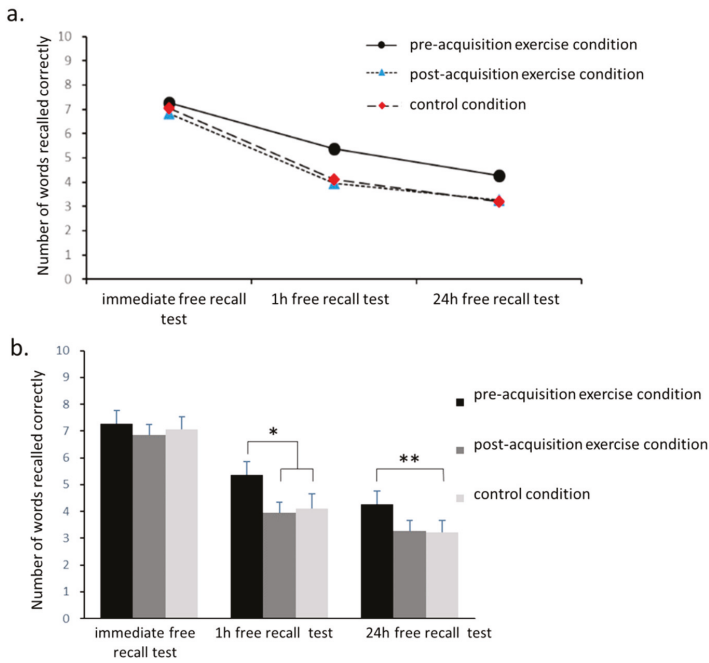 a.
Number of words recalled correctly
10
9
8
7
6
5
4
3
2
1
0
pre-acquisition exercise condition
post-acquisition exercise condition
control condition
immediate free recall
test
1h free recall test
24h free recall test
b.
Number of words recalled correctly
10
9
8
7
6
5
4
3
2
1
0
*
**
pre-acquisition exercise condition
post-acquisition exercise condition
control condition
immediate free
recall test
1h free recall test
24h free recall test